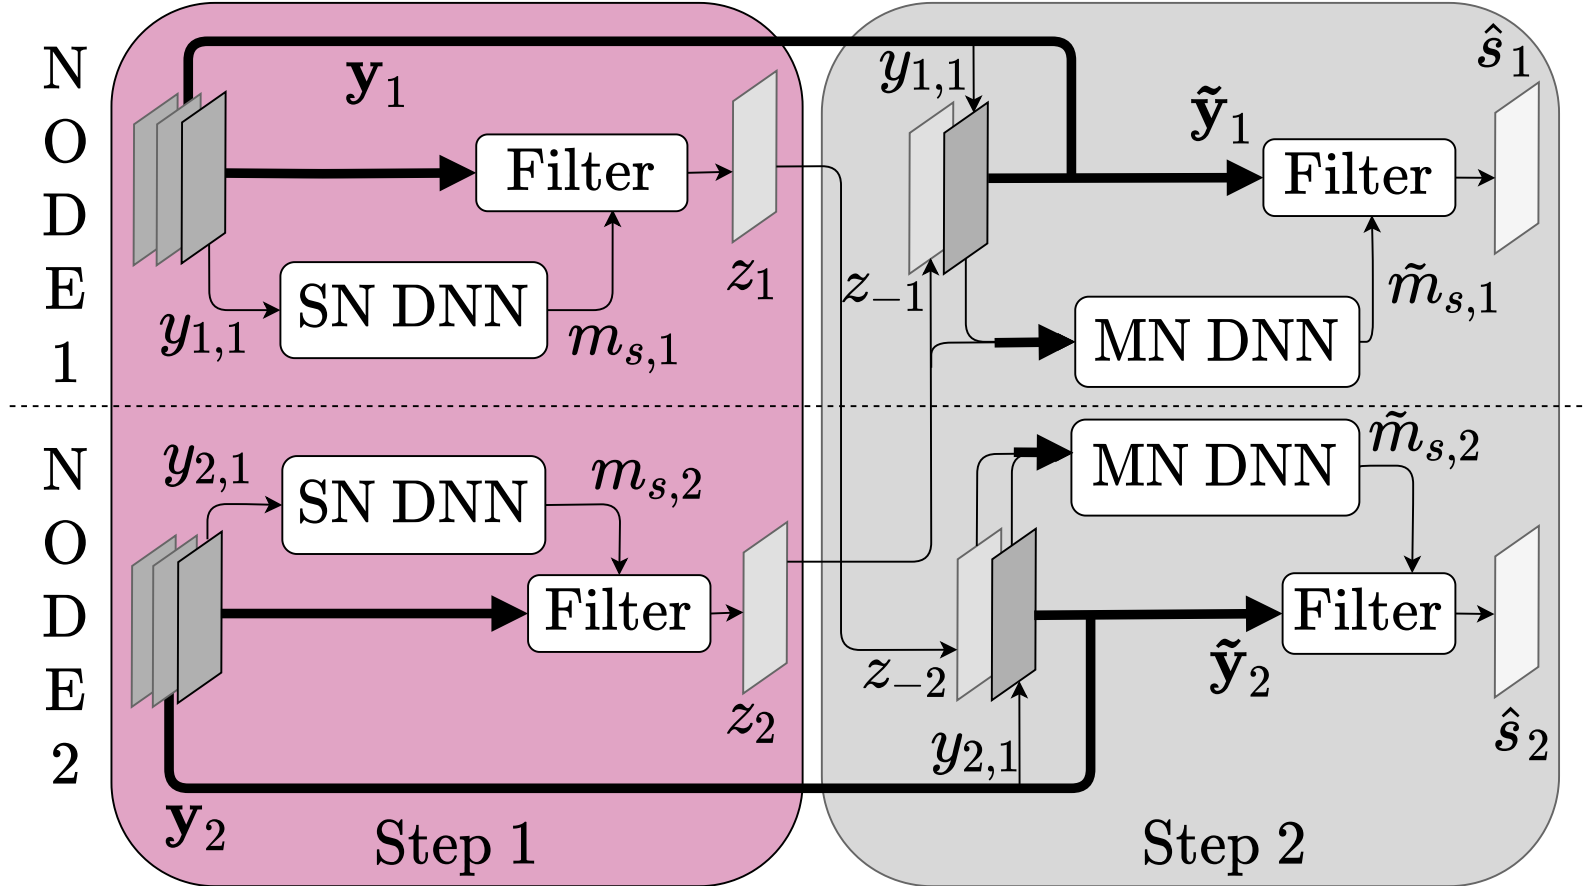 NODE 1
𝐲₁
y₁,₁
SN DNN
mₛ,₁
Filter
z₁
z₋₁
y₁,₁
𝐲̃₁
Filter
ŝ₁
MN DNN
m̃ₛ,₁
NODE 2
y₂,₁
SN DNN
mₛ,₂
Filter
z₂
𝐲₂
z₋₂
y₂,₁
MN DNN
m̃ₛ,₂
Filter
𝐲̃₂
ŝ₂
Step 1
Step 2